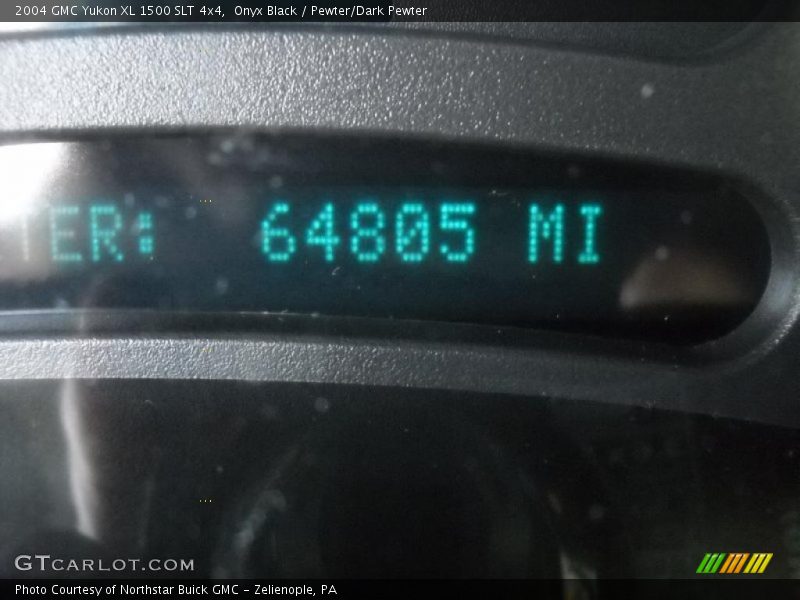 2004 GMC Yukon XL 1500 SLT 4x4, Onyx Black / Pewter/Dark Pewter
TER: 64805 MI
GTCARLOT.COM
Photo Courtesy of Northstar Buick GMC - Zelienople, PA